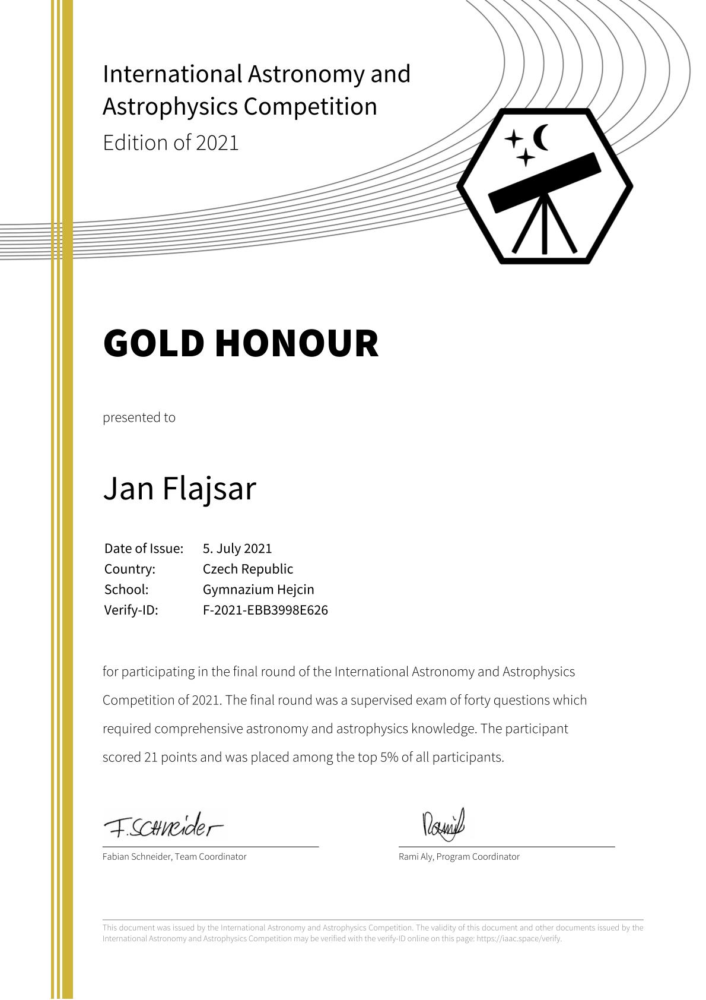 International Astronomy and
Astrophysics Competition
Edition of 2021
GOLD HONOUR
presented to
Jan Flajsar
Date of Issue: 5. July 2021
Country: Czech Republic
School: Gymnazium Hejcin
Verify-ID: F-2021-EBB3998E626
for participating in the final round of the International Astronomy and Astrophysics
Competition of 2021. The final round was a supervised exam of forty questions which
required comprehensive astronomy and astrophysics knowledge. The participant
scored 21 points and was placed among the top 5% of all participants.
F. SCHNEider Ramil
Fabian Schneider, Team Coordinator Rami Aly, Program Coordinator
This document was issued by the International Astronomy and Astrophysics Competition. The validity of this document and other documents issued by the
International Astronomy and Astrophysics Competition may be verified with the verify-ID online on this page: https://iaac.space/verify.